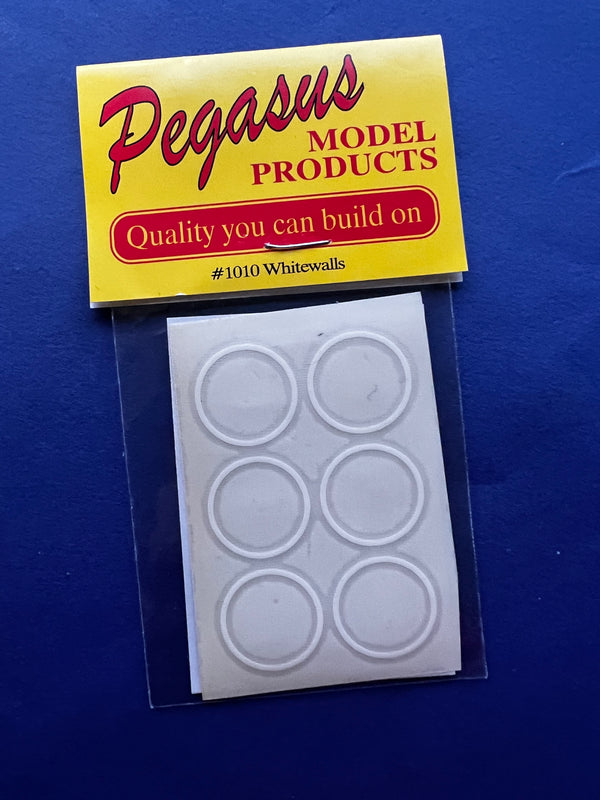 Pegasus
MODEL
PRODUCTS
Quality you can build on
#1010 Whitewalls